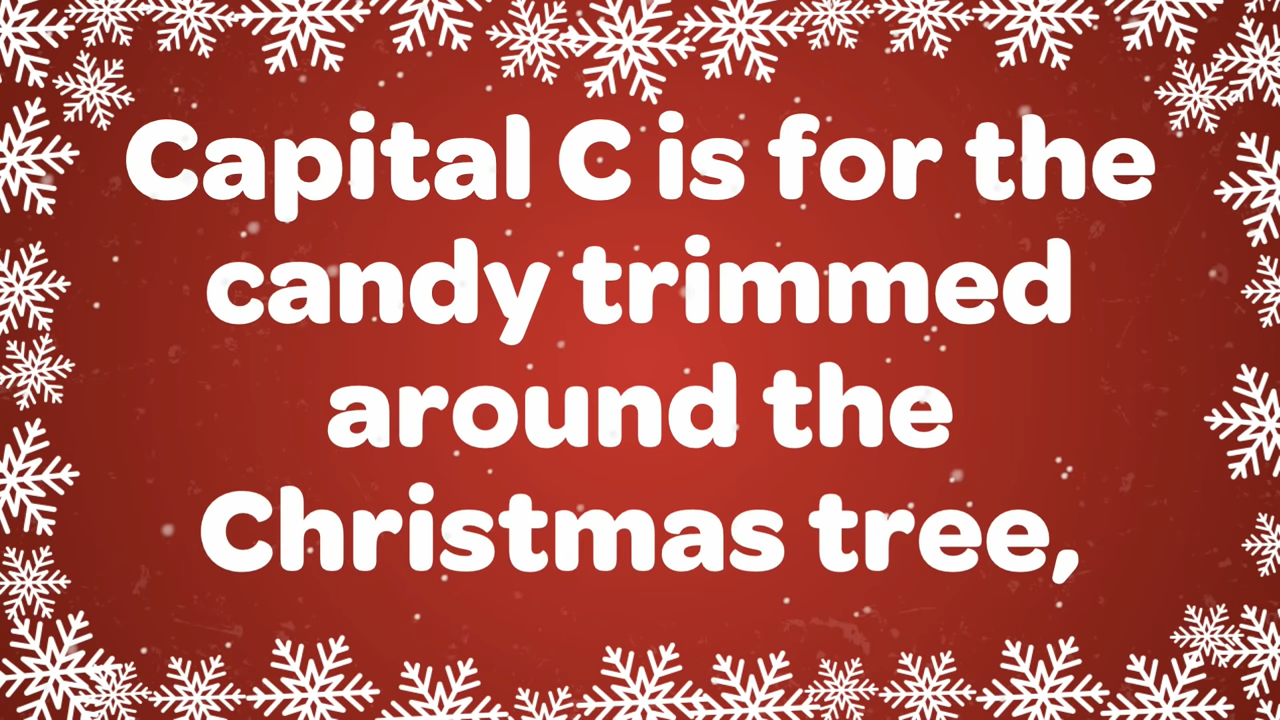 Capital C is for the
candy trimmed
around the
Christmas tree,